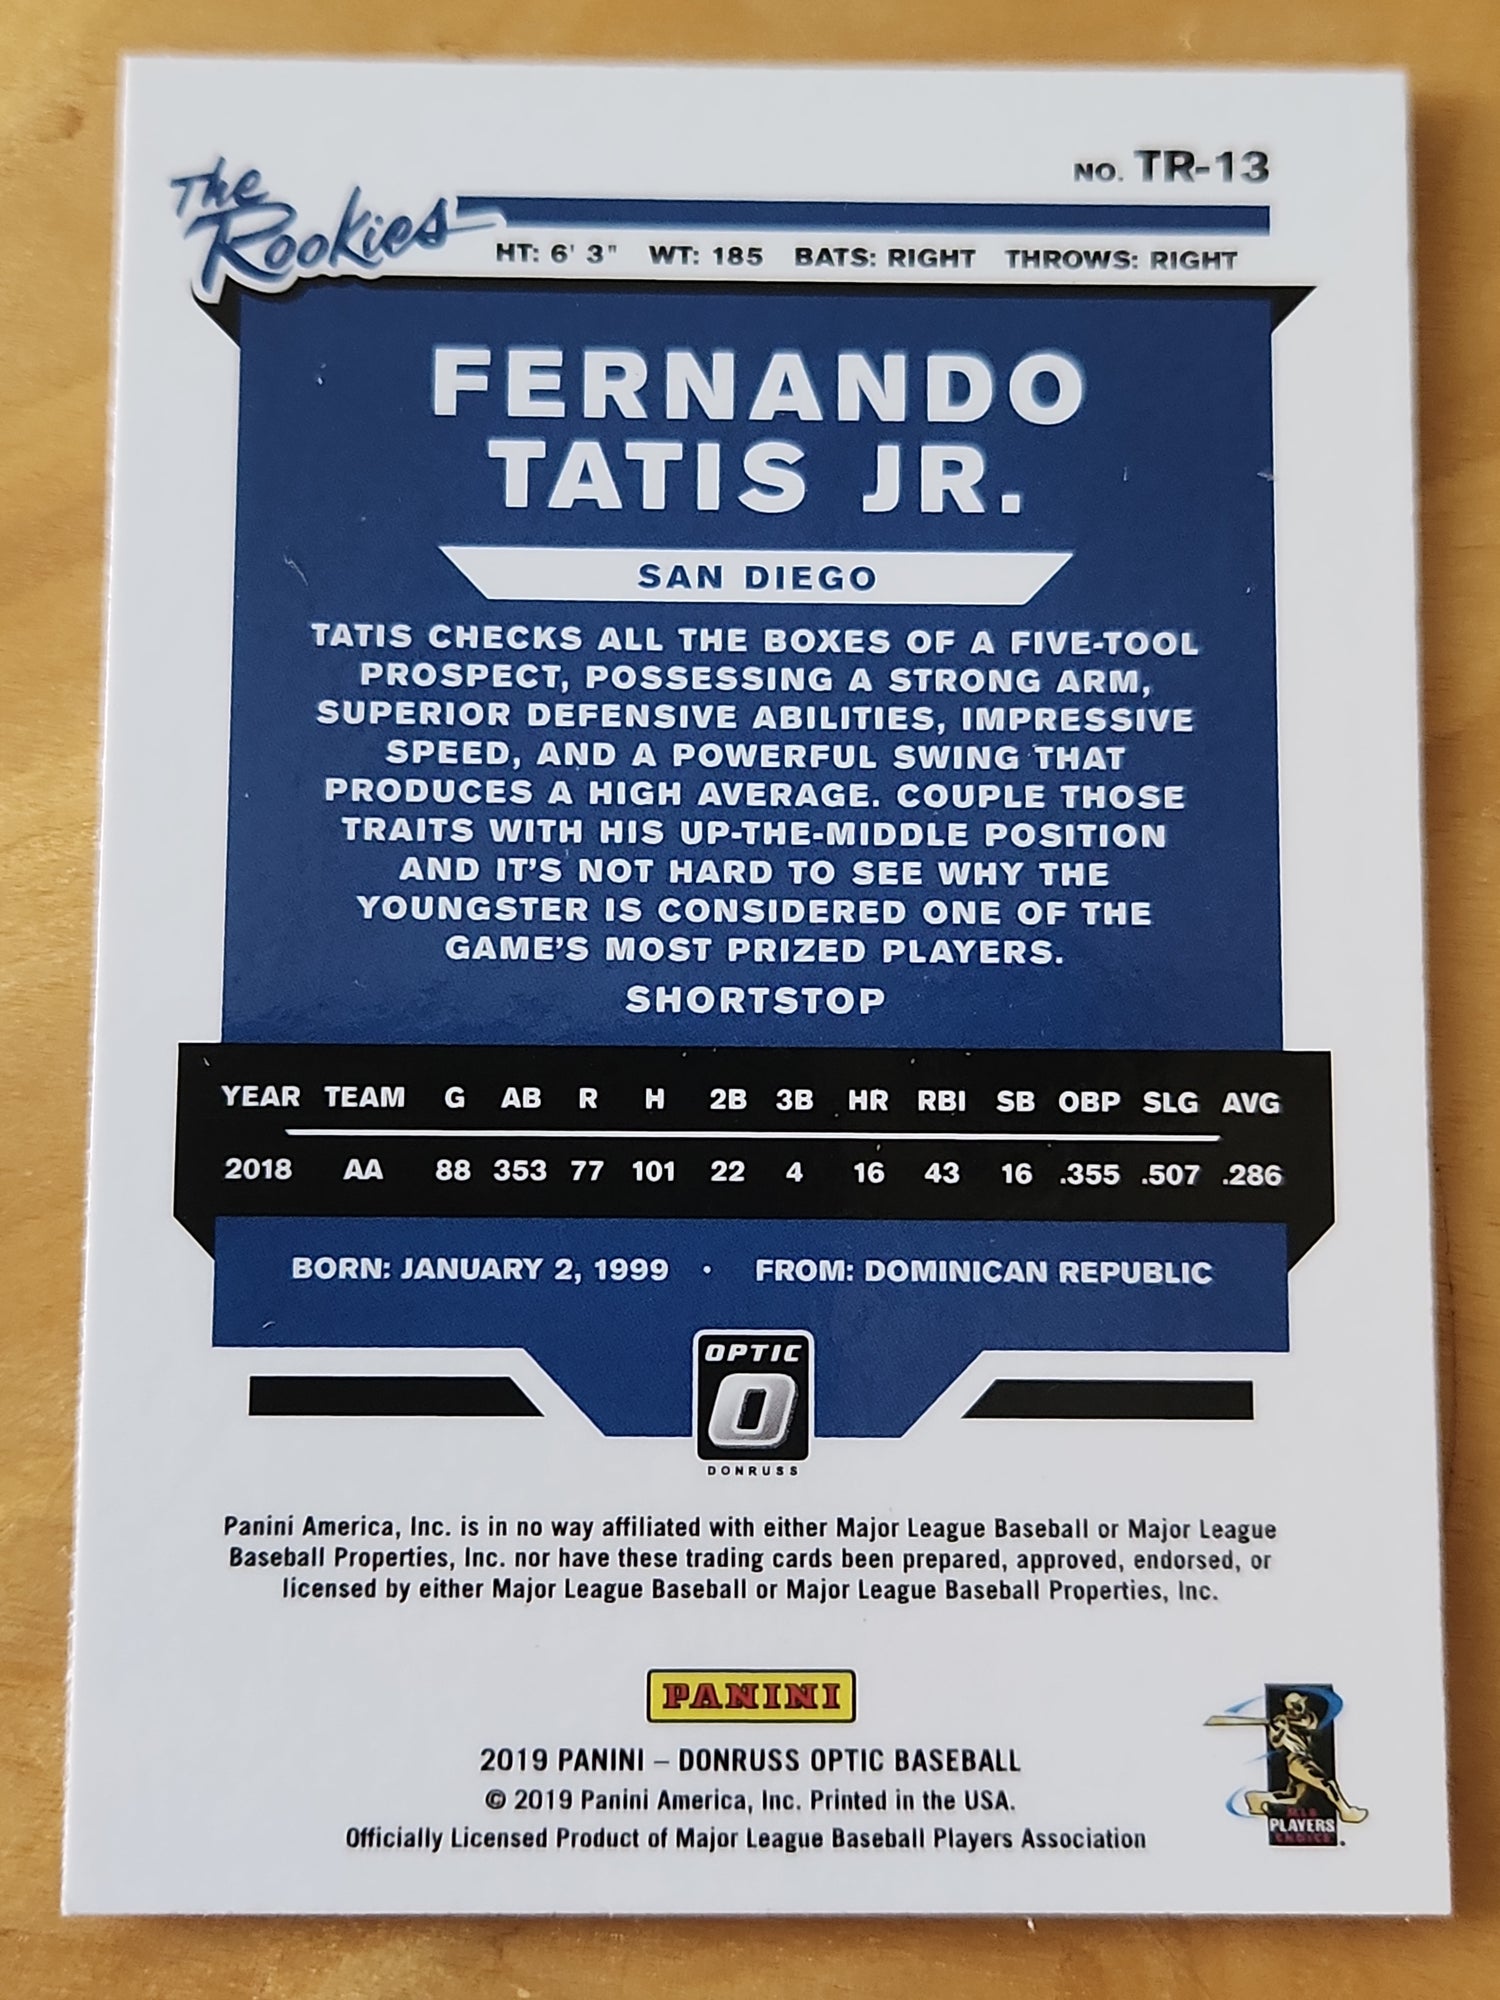 The
Rookies
NO. TR-13
HT: 6' 3" WT: 185 BATS: RIGHT THROWS: RIGHT
FERNANDO
TATIS JR.
SAN DIEGO
TATIS CHECKS ALL THE BOXES OF A FIVE-TOOL
PROSPECT, POSSESSING A STRONG ARM,
SUPERIOR DEFENSIVE ABILITIES, IMPRESSIVE
SPEED, AND A POWERFUL SWING THAT
PRODUCES A HIGH AVERAGE. COUPLE THOSE
TRAITS WITH HIS UP-THE-MIDDLE POSITION
AND IT'S NOT HARD TO SEE WHY THE
YOUNGSTER IS CONSIDERED ONE OF THE
GAME'S MOST PRIZED PLAYERS.
SHORTSTOP
YEAR TEAM G AB R H 2B 3B HR RBI SB OBP SLG AVG
2018 AA 88 353 77 101 22 4 16 43 16 .355 .507 .286
BORN: JANUARY 2, 1999 • FROM: DOMINICAN REPUBLIC
OPTIC
O
DONRUSS
Panini America, Inc. is in no way affiliated with either Major League Baseball or Major League
Baseball Properties, Inc. nor have these trading cards been prepared, approved, endorsed, or
licensed by either Major League Baseball or Major League Baseball Properties, Inc.
PANINI
2019 PANINI – DONRUSS OPTIC BASEBALL
© 2019 Panini America, Inc. Printed in the USA.
Officially Licensed Product of Major League Baseball Players Association
MLB
PLAYERS
CHOICE